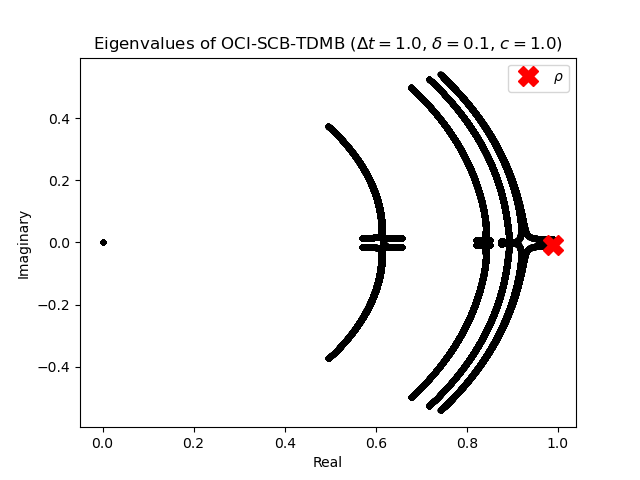 Eigenvalues of OCI-SCB-TDMB (Δt = 1.0, δ = 0.1, c = 1.0)
ρ
0.4
0.2
0.0
−0.2
−0.4
Imaginary
0.0 0.2 0.4 0.6 0.8 1.0
Real